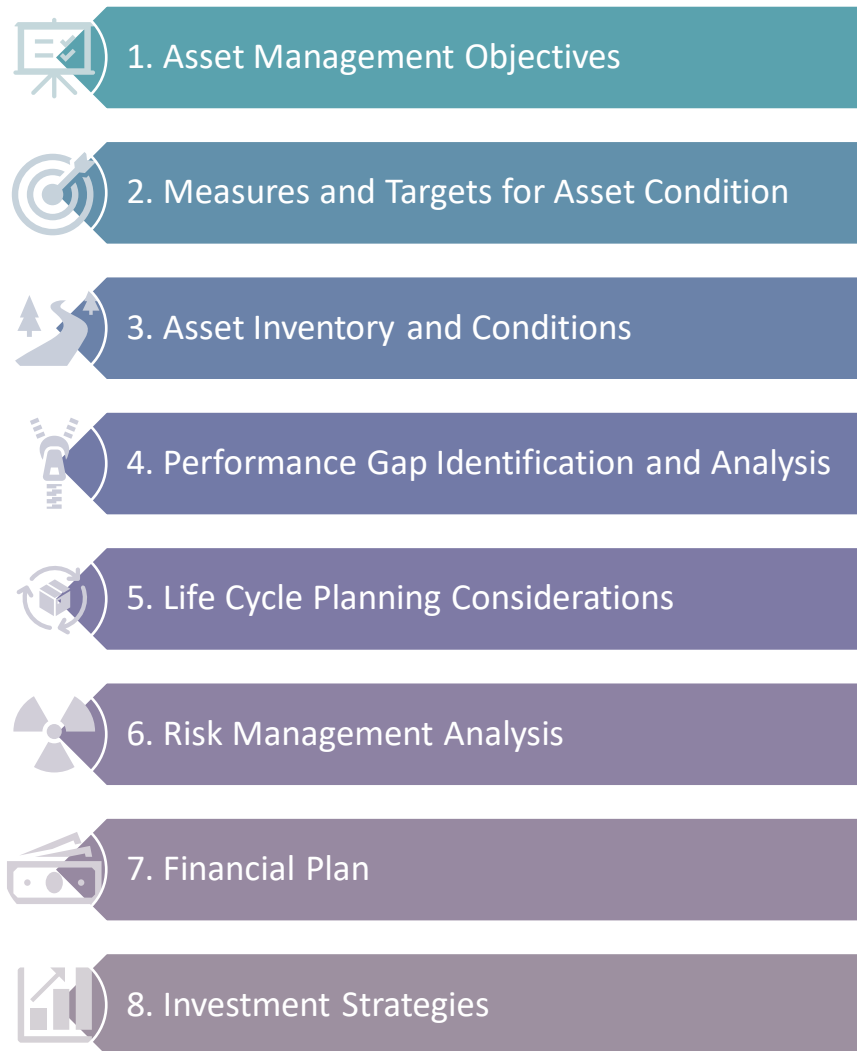 1. Asset Management Objectives
2. Measures and Targets for Asset Condition
3. Asset Inventory and Conditions
4. Performance Gap Identification and Analysis
5. Life Cycle Planning Considerations
6. Risk Management Analysis
7. Financial Plan
8. Investment Strategies